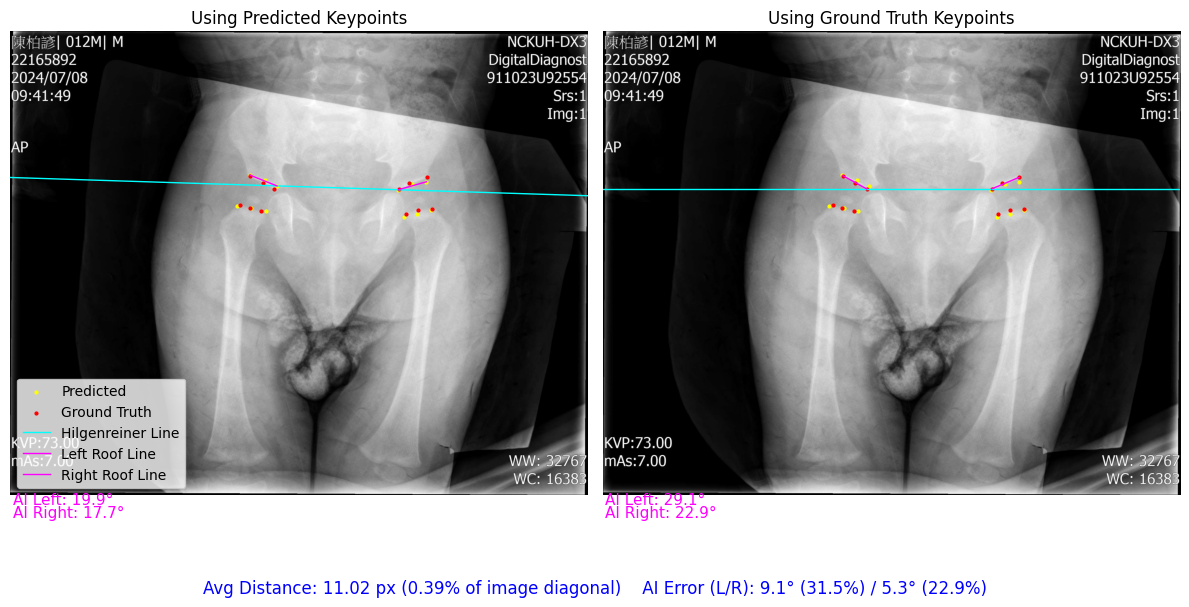 Using Predicted Keypoints
陳柏諺| 012M| M
22165892
2024/07/08
09:41:49
AP
NCKUH-DX3
DigitalDiagnost
911023U92554
Srs:1
Img:1
Predicted
Ground Truth
Hilgenreiner Line
Left Roof Line
Right Roof Line
KVP:73.00
mAs:7.00
WW: 32767
WC: 16383
AI Left: 19.9°
AI Right: 17.7°
Using Ground Truth Keypoints
陳柏諺| 012M| M
22165892
2024/07/08
09:41:49
AP
NCKUH-DX3
DigitalDiagnost
911023U92554
Srs:1
Img:1
KVP:73.00
mAs:7.00
WW: 32767
WC: 16383
AI Left: 29.1°
AI Right: 22.9°
Avg Distance: 11.02 px (0.39% of image diagonal)    AI Error (L/R): 9.1° (31.5%) / 5.3° (22.9%)